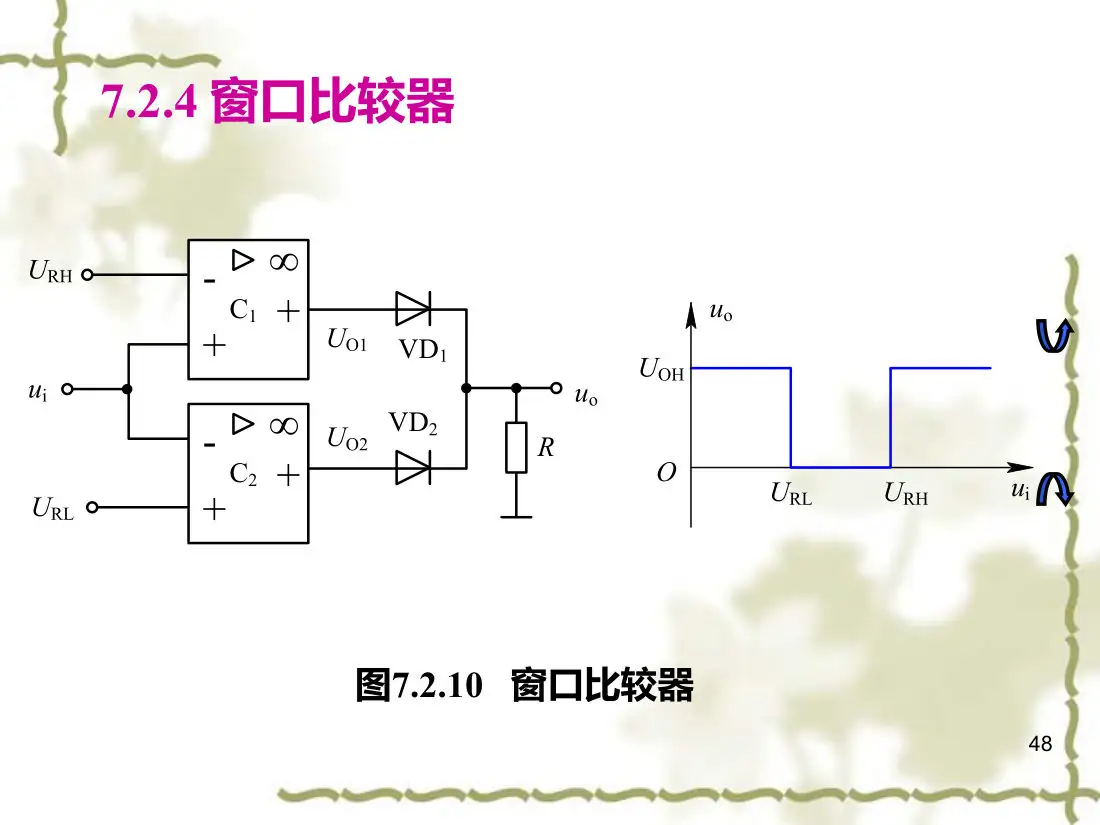 7.2.4 窗口比较器
URH
- ▷ ∞
C1 +
+
UO1
VD1
ui
- ▷ ∞
C2 +
+
UO2
VD2
URL
R
uo
uo
UOH
O
URL
URH
ui
图7.2.10 窗口比较器
48